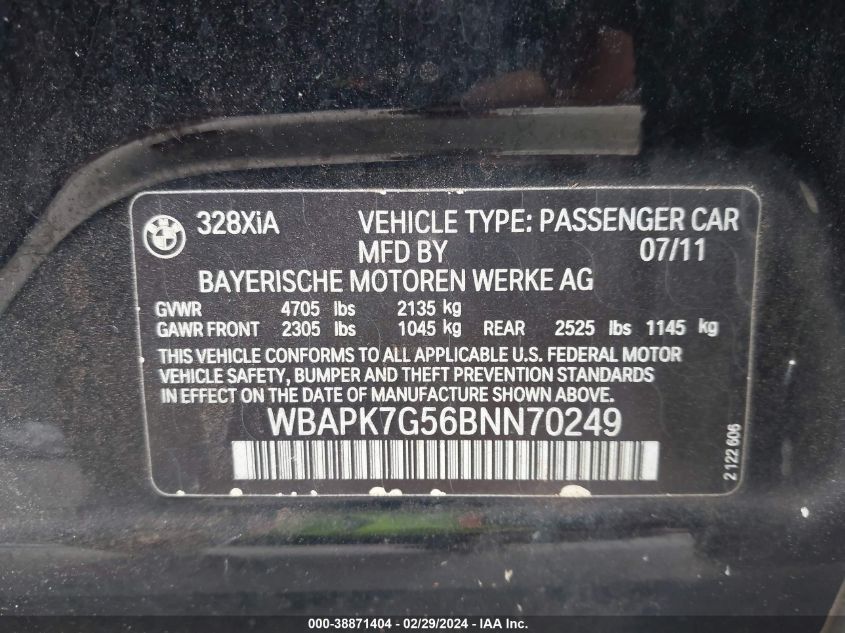 328XiA VEHICLE TYPE: PASSENGER CAR
MFD BY 07/11
BAYERISCHE MOTOREN WERKE AG
GVWR 4705 lbs 2135 kg
GAWR FRONT 2305 lbs 1045 kg REAR 2525 lbs 1145 kg
THIS VEHICLE CONFORMS TO ALL APPLICABLE U.S. FEDERAL MOTOR
VEHICLE SAFETY, BUMPER AND THEFT PREVENTION STANDARDS
IN EFFECT ON THE DATE OF MANUFACTURE SHOWN ABOVE:
WBAPK7G56BNN70249
2 122 606
000-38871404 - 02/29/2024 - IAA Inc.